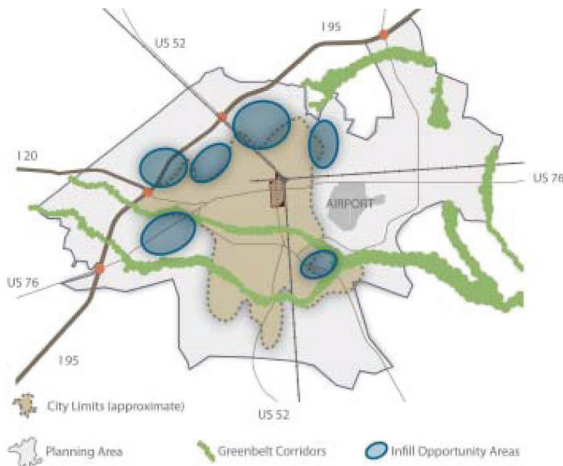 I 95
US 52
I 95
I 20
US 76
AIRPORT
US 76
I 95
US 52
City Limits (approximate)
Planning Area
Greenbelt Corridors
Infill Opportunity Areas